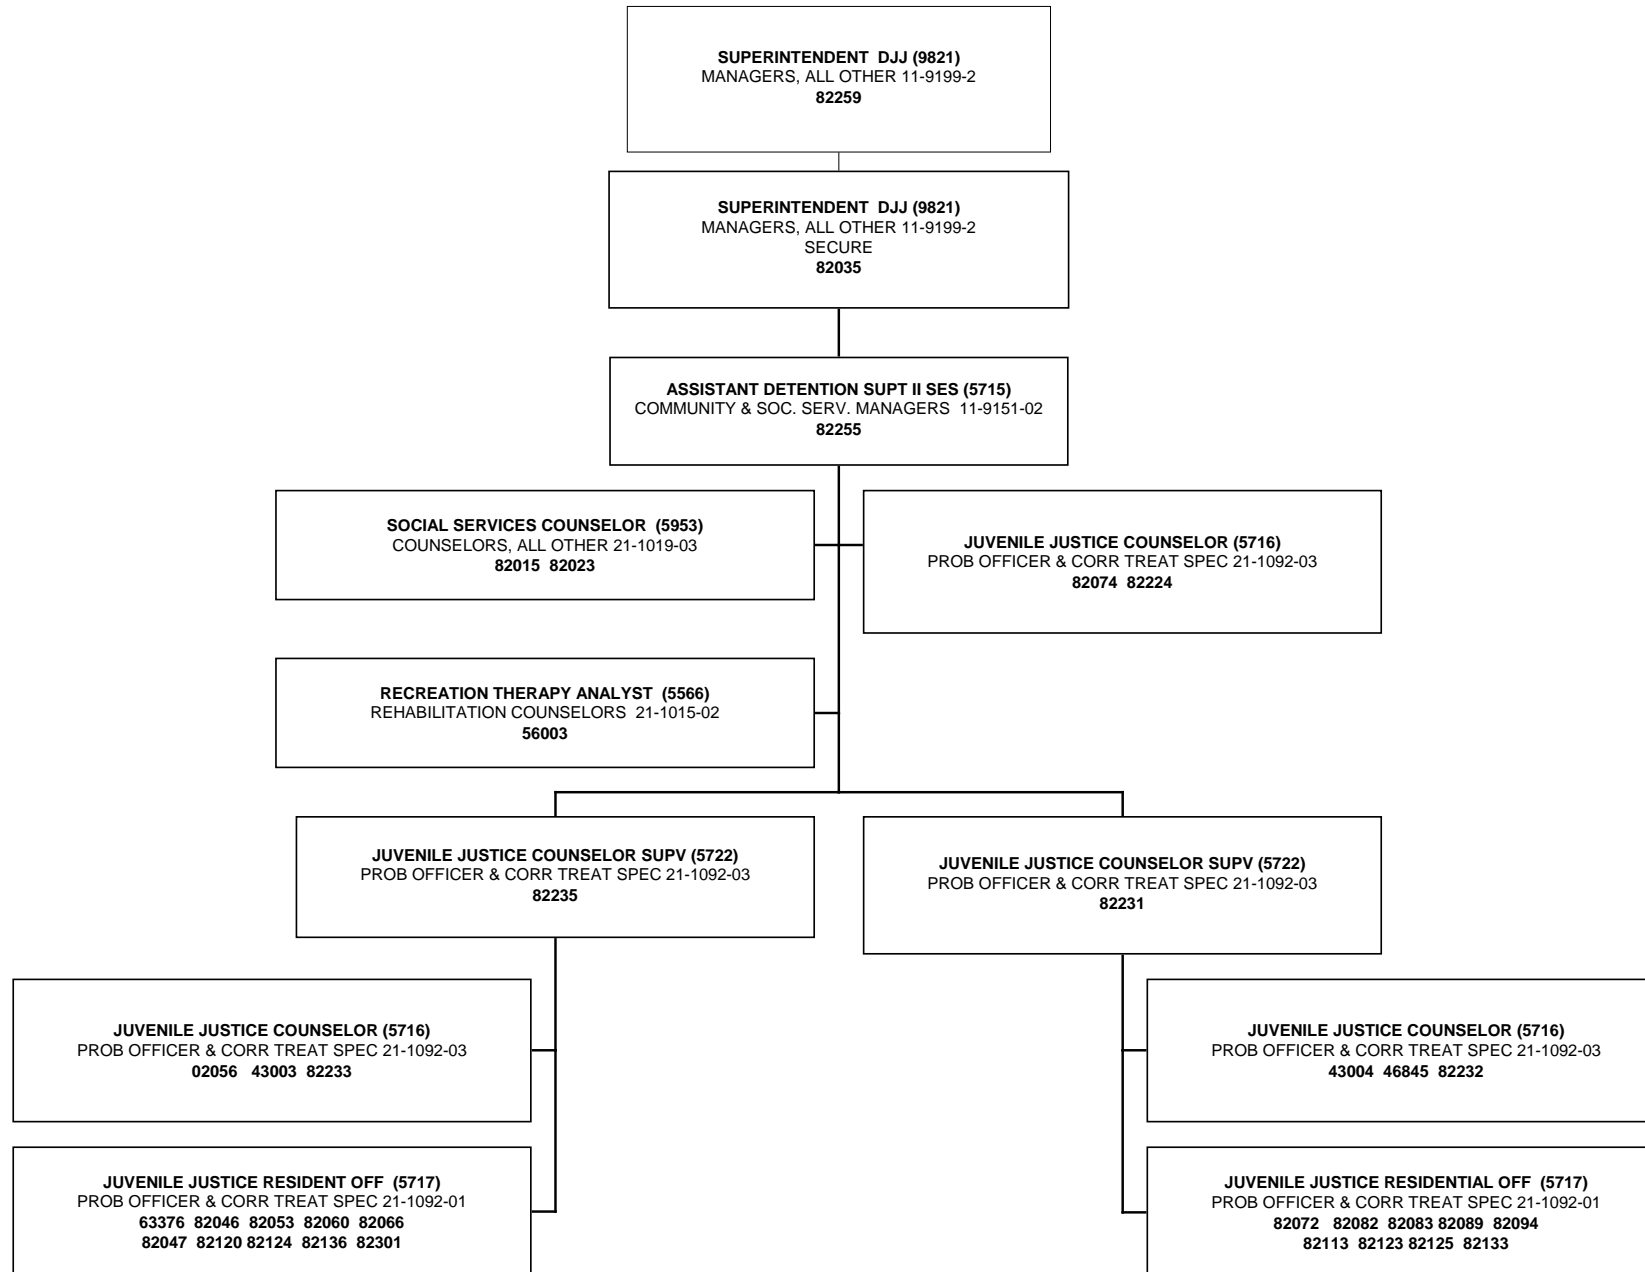 SUPERINTENDENT DJJ (9821)
MANAGERS, ALL OTHER 11-9199-2
82259
SUPERINTENDENT DJJ (9821)
MANAGERS, ALL OTHER 11-9199-2
SECURE
82035
ASSISTANT DETENTION SUPT II SES (5715)
COMMUNITY & SOC. SERV. MANAGERS 11-9151-02
82255
SOCIAL SERVICES COUNSELOR (5953)
COUNSELORS, ALL OTHER 21-1019-03
82015 82023
JUVENILE JUSTICE COUNSELOR (5716)
PROB OFFICER & CORR TREAT SPEC 21-1092-03
82074 82224
RECREATION THERAPY ANALYST (5566)
REHABILITATION COUNSELORS 21-1015-02
56003
JUVENILE JUSTICE COUNSELOR SUPV (5722)
PROB OFFICER & CORR TREAT SPEC 21-1092-03
82235
JUVENILE JUSTICE COUNSELOR SUPV (5722)
PROB OFFICER & CORR TREAT SPEC 21-1092-03
82231
JUVENILE JUSTICE COUNSELOR (5716)
PROB OFFICER & CORR TREAT SPEC 21-1092-03
02056 43003 82233
JUVENILE JUSTICE COUNSELOR (5716)
PROB OFFICER & CORR TREAT SPEC 21-1092-03
43004 46845 82232
JUVENILE JUSTICE RESIDENT OFF (5717)
PROB OFFICER & CORR TREAT SPEC 21-1092-01
63376 82046 82053 82060 82066
82047 82120 82124 82136 82301
JUVENILE JUSTICE RESIDENTIAL OFF (5717)
PROB OFFICER & CORR TREAT SPEC 21-1092-01
82072 82082 82083 82089 82094
82113 82123 82125 82133